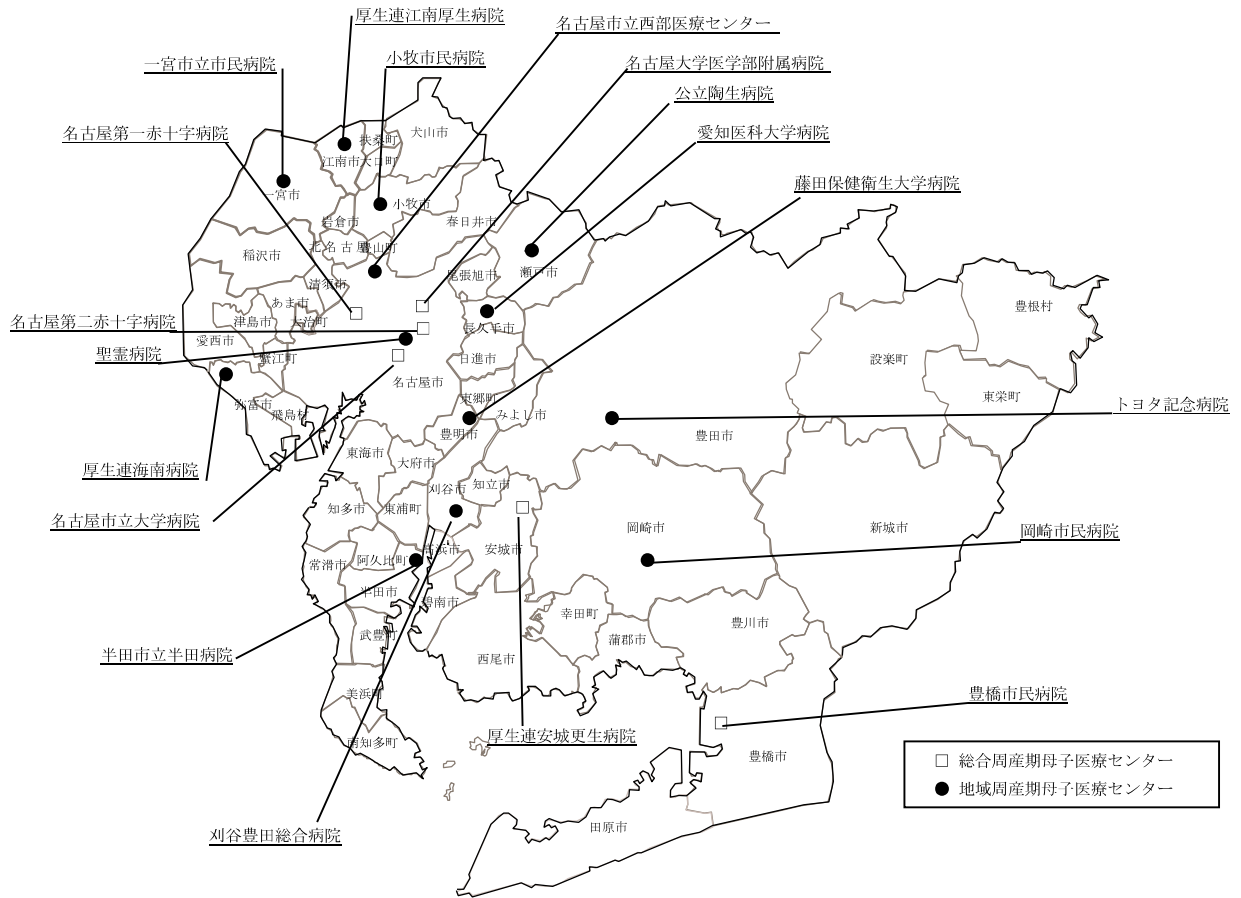 厚生連江南厚生病院
名古屋市立西部医療センター
一宮市立市民病院
小牧市民病院
名古屋大学医学部附属病院
公立陶生病院
名古屋第一赤十字病院
愛知医科大学病院
藤田保健衛生大学病院
犬山市
扶桑町
江南市
大口町
一宮市
小牧市
岩倉市
春日井市
稲沢市
北名古屋
豊山町
尾張旭市
瀬戸市
清須市
あま市
津島市
大治町
長久手市
名古屋第二赤十字病院
愛西市
聖霊病院
蟹江町
日進市
名古屋市
弥富市
飛島村
東郷町
みよし市
豊明市
豊根村
設楽町
東栄町
トヨタ記念病院
豊田市
東海市
大府市
厚生連海南病院
刈谷市
知立市
知多市
東浦町
名古屋市立大学病院
岡崎市
新城市
岡崎市民病院
高浜市
安城市
常滑市
阿久比町
半田市
碧南市
幸田町
豊川市
武豊町
蒲郡市
半田市立半田病院
西尾市
美浜町
豊橋市民病院
南知多町
厚生連安城更生病院
豊橋市
総合周産期母子医療センター
地域周産期母子医療センター
刈谷豊田総合病院
田原市